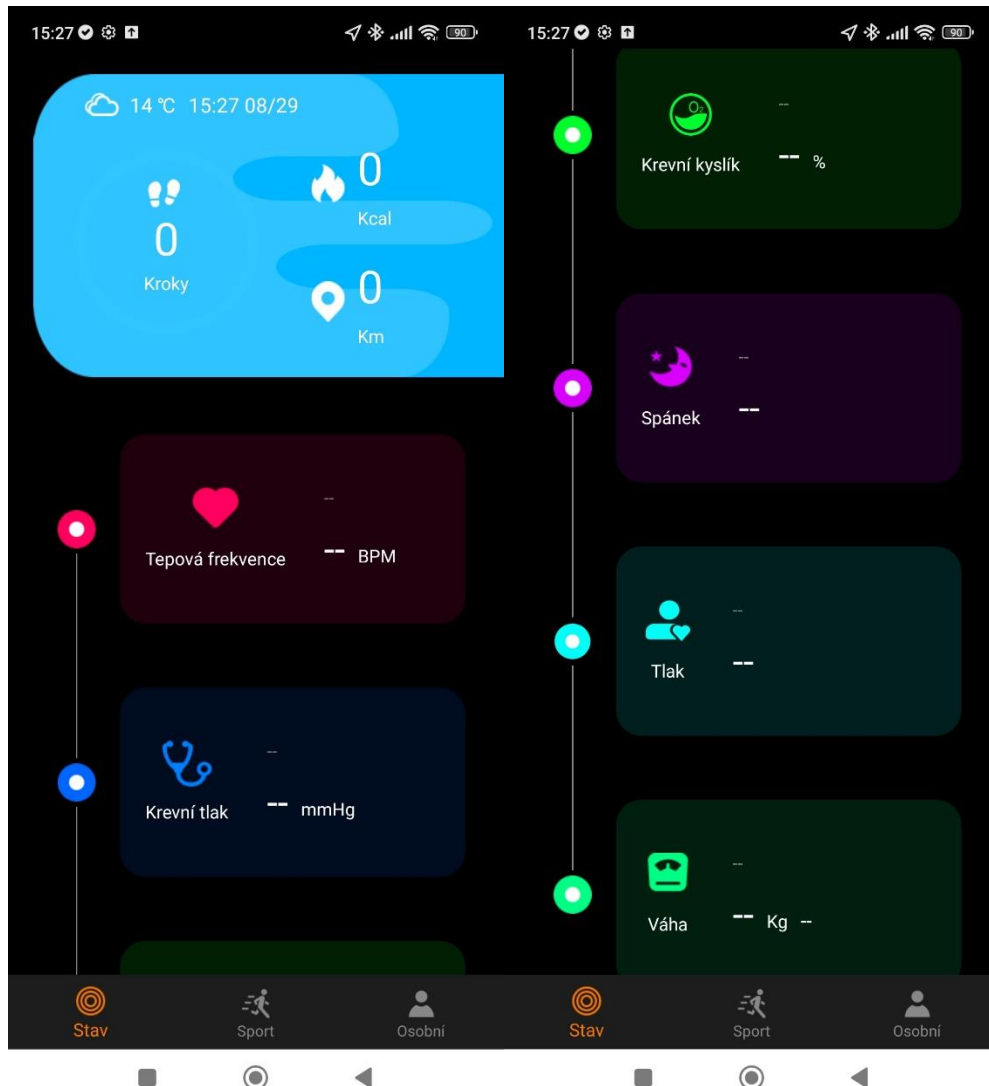 15:27
90
14 °C 15:27 08/29
0
Kroky
0
Kcal
0
Km
--
Tepová frekvence -- BPM
--
Krevní tlak -- mmHg
Stav Sport Osobní
15:27
90
O2
--
Krevní kyslík -- %
--
Spánek --
--
Tlak --
--
Váha -- Kg --
Stav Sport Osobní